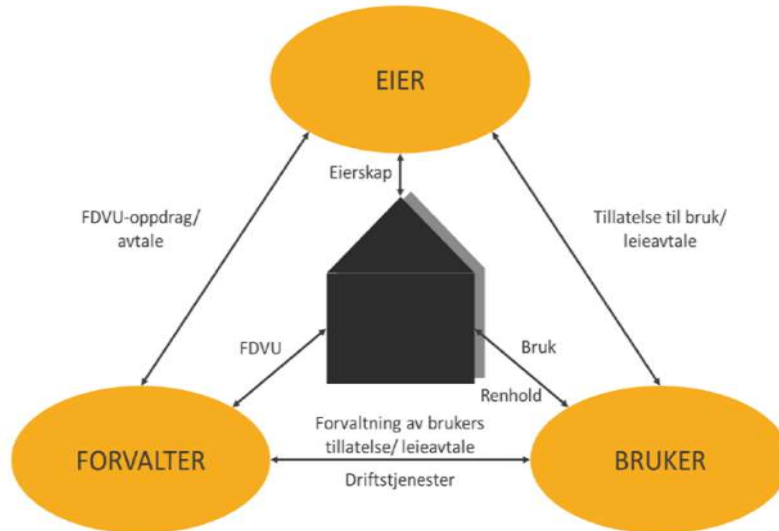 EIER
Eierskap
FDVU-oppdrag/
avtale
Tillatelse til bruk/
leieavtale
FDVU
Bruk
Renhold
Forvaltning av brukers
tillatelse/ leieavtale
Driftstjenester
FORVALTER
BRUKER